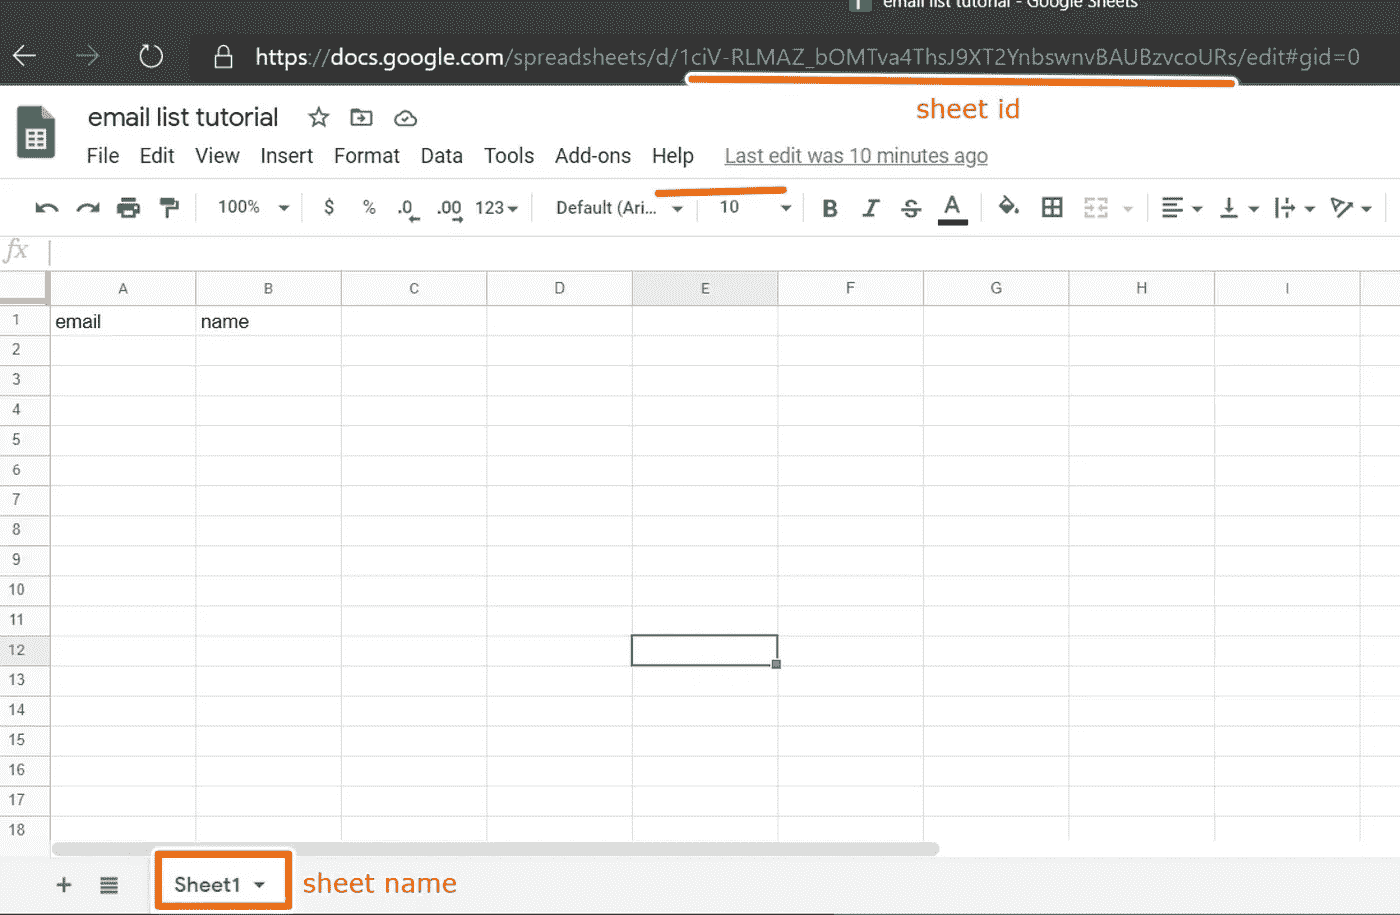 email list tutorial - Google Sheets
https://docs.google.com/spreadsheets/d/1ciV-RLMAZ_bOMTva4ThsJ9XT2YnbswnvBAUBzvcoURs/edit#gid=0
sheet id
email list tutorial
File Edit View Insert Format Data Tools Add-ons Help Last edit was 10 minutes ago
100% $ % .0 .00 123 Default (Ari... 10 B I S A
fx
A B C D E F G H I
1 email name
2
3
4
5
6
7
8
9
10
11
12
13
14
15
16
17
18
+ Sheet1 sheet name